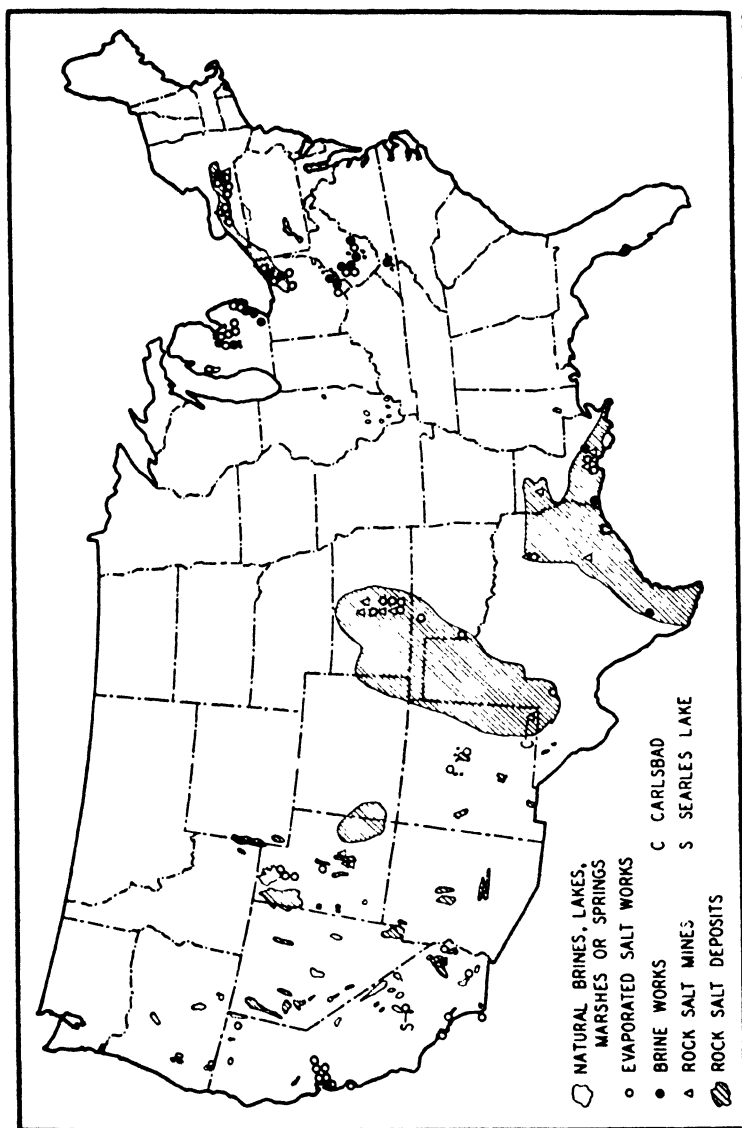 NATURAL BRINES, LAKES,
MARSHES OR SPRINGS
EVAPORATED SALT WORKS
BRINE WORKS
ROCK SALT MINES
ROCK SALT DEPOSITS
C CARLSBAD
S SEARLES LAKE
C
S